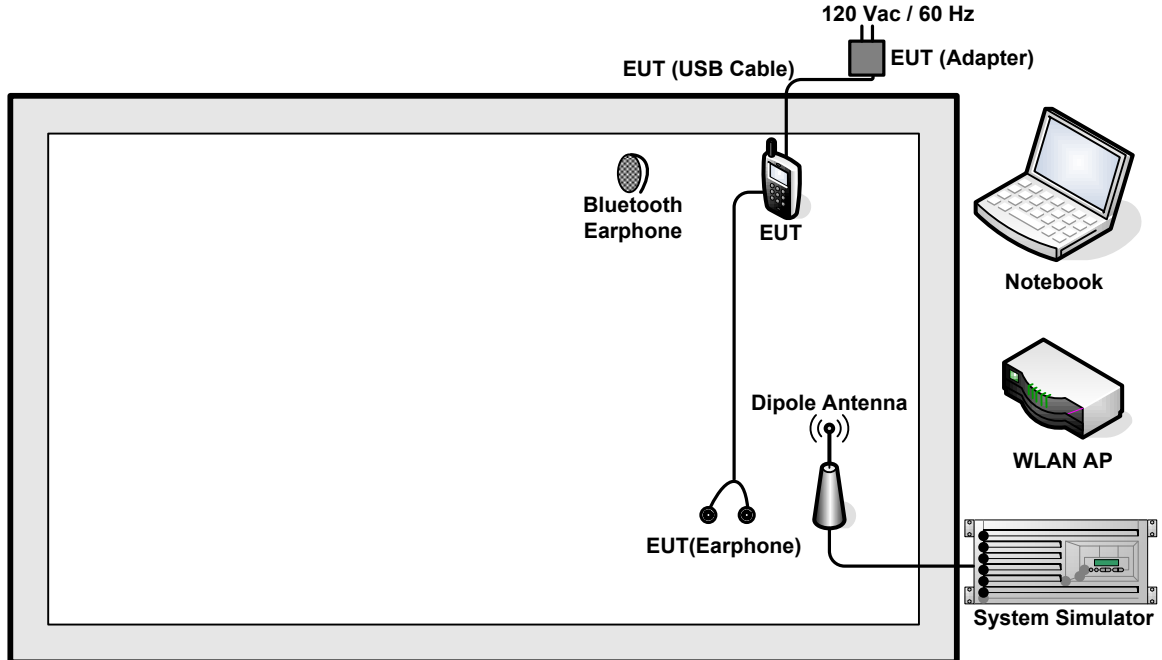 120 Vac / 60 Hz
EUT (Adapter)
EUT (USB Cable)
Bluetooth
Earphone
EUT
Notebook
Dipole Antenna
WLAN AP
EUT(Earphone)
System Simulator